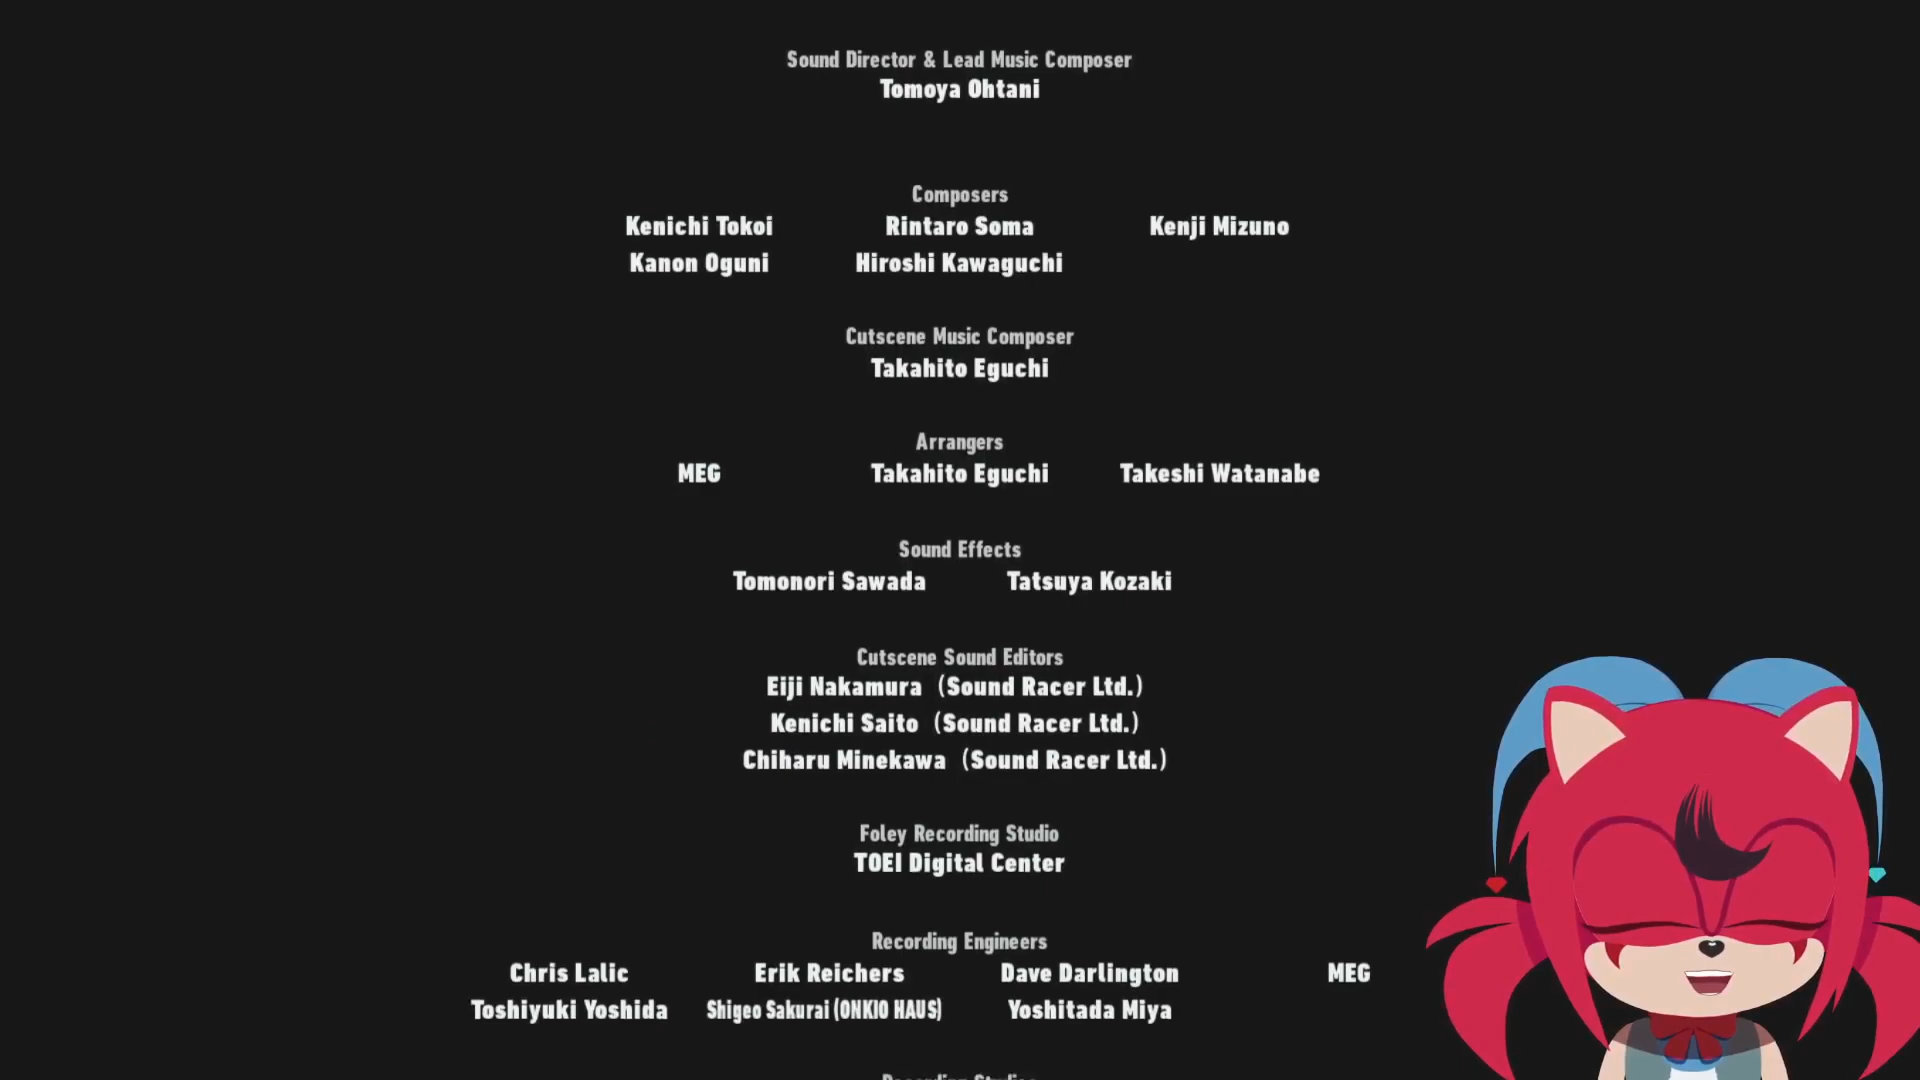 Sound Director & Lead Music Composer
Tomoya Ohtani
Composers
Kenichi Tokoi Rintaro Soma Kenji Mizuno
Kanon Oguni Hiroshi Kawaguchi
Cutscene Music Composer
Takahito Eguchi
Arrangers
MEG Takahito Eguchi Takeshi Watanabe
Sound Effects
Tomonori Sawada Tatsuya Kozaki
Cutscene Sound Editors
Eiji Nakamura (Sound Racer Ltd.)
Kenichi Saito (Sound Racer Ltd.)
Chiharu Minekawa (Sound Racer Ltd.)
Foley Recording Studio
TOEI Digital Center
Recording Engineers
Chris Lalic Erik Reichers Dave Darlington MEG
Toshiyuki Yoshida Shigeo Sakurai (ONKIO HAUS) Yoshitada Miya